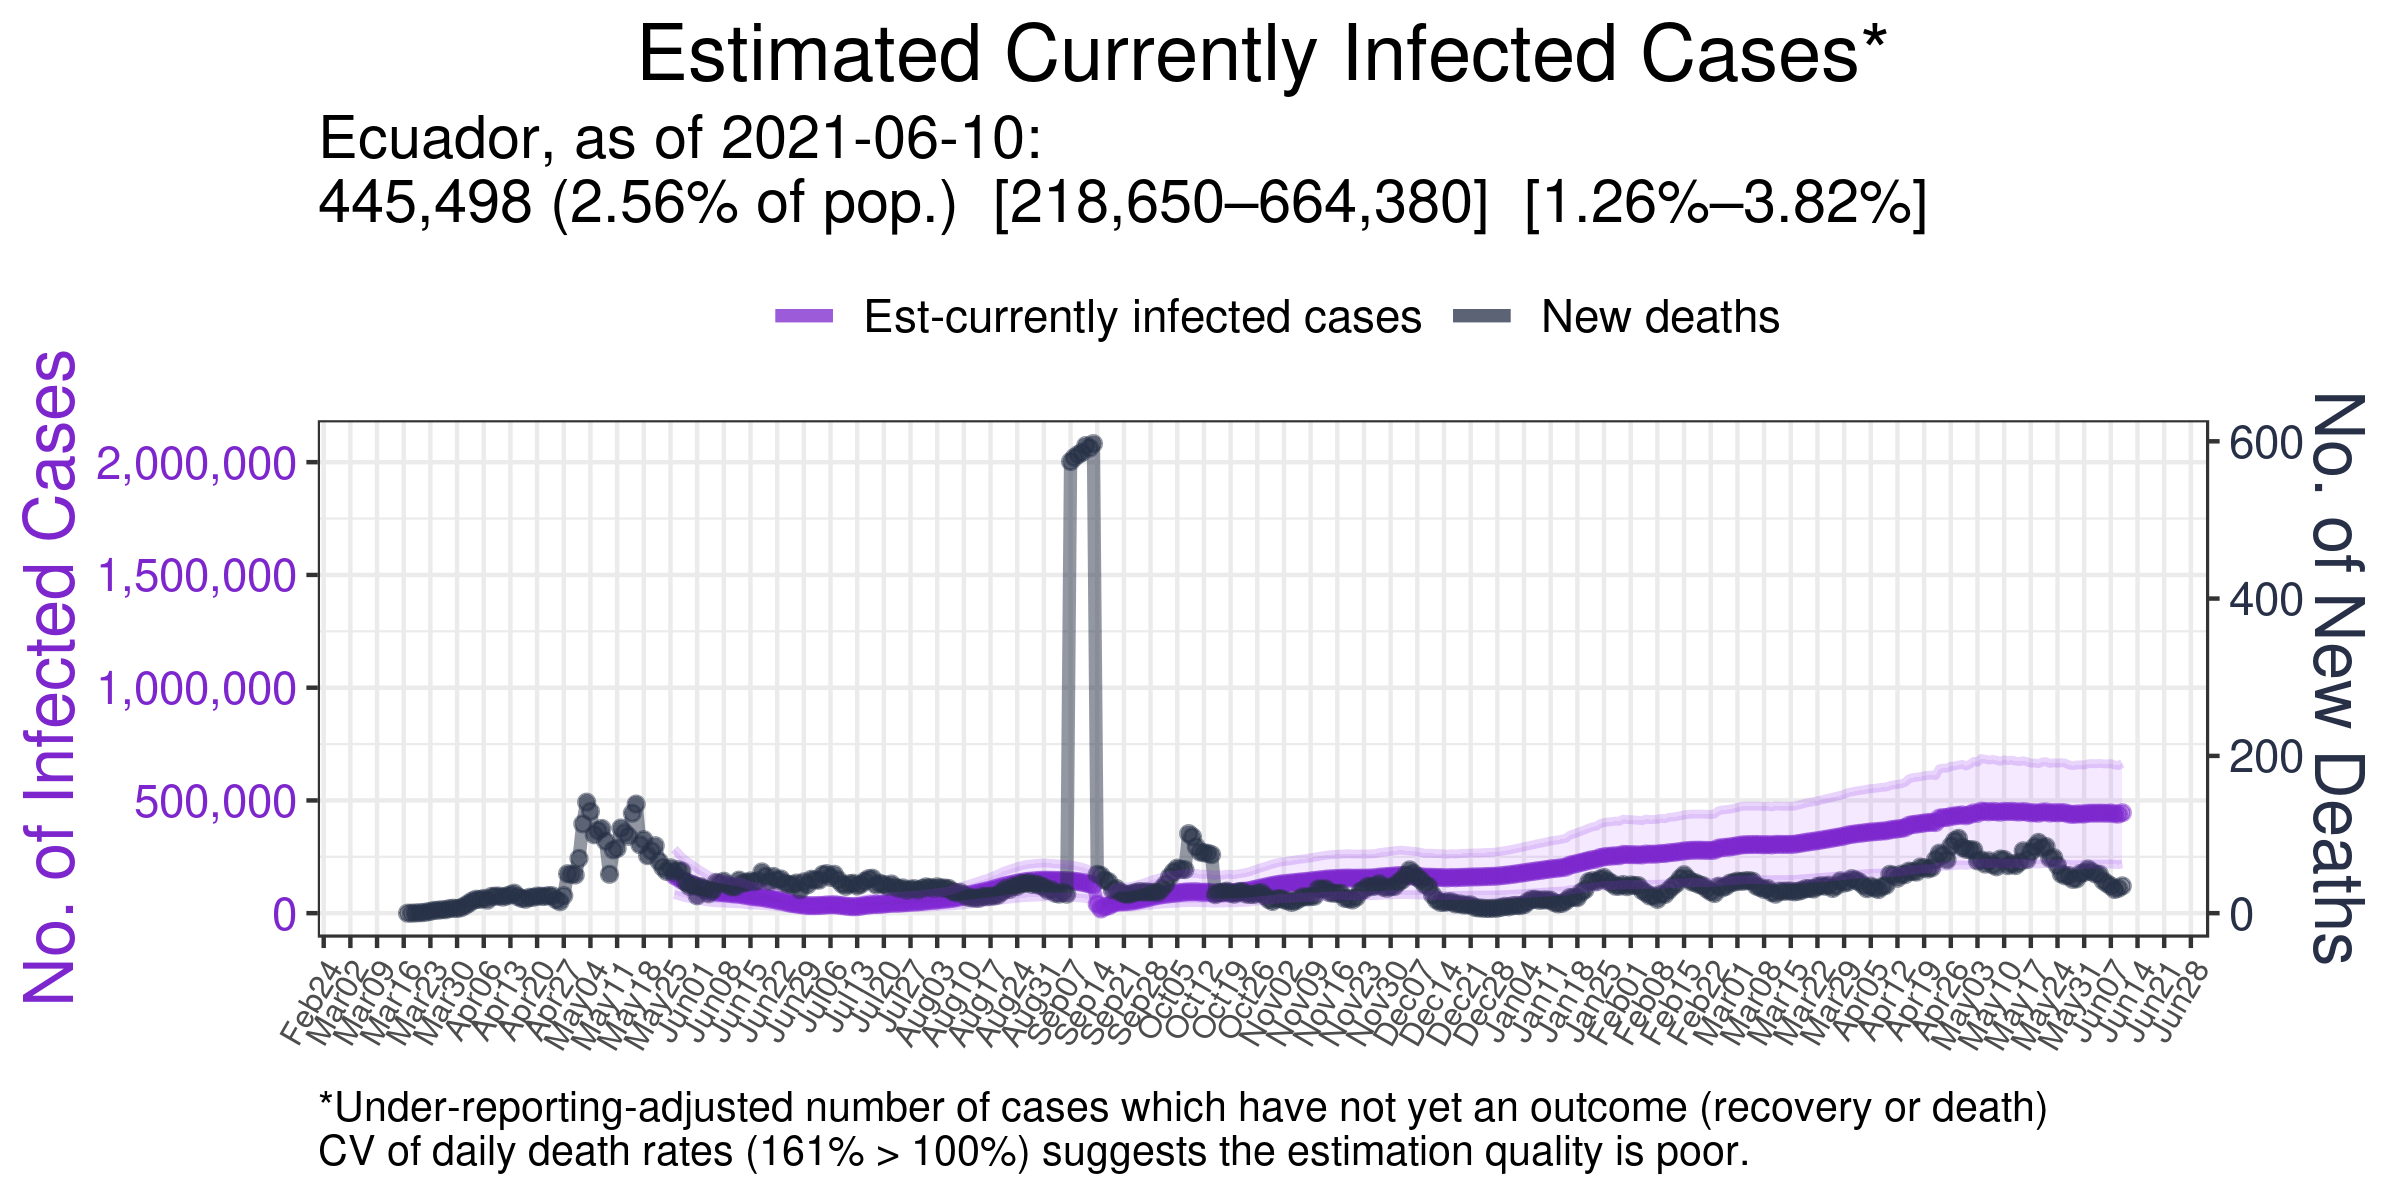 Estimated Currently Infected Cases*
Ecuador, as of 2021-06-10:
445,498 (2.56% of pop.) [218,650–664,380] [1.26%–3.82%]
Est-currently infected cases
New deaths
No. of Infected Cases
2,000,000
1,500,000
1,000,000
500,000
0
600
400
200
0
No. of New Deaths
Feb24
Mar02
Mar09
Mar16
Mar23
Mar30
Apr06
Apr13
Apr20
Apr27
May04
May11
May18
May25
Jun01
Jun08
Jun15
Jun22
Jun29
Jul06
Jul13
Jul20
Jul27
Aug03
Aug10
Aug17
Aug24
Aug31
Sep07
Sep14
Sep21
Sep28
Oct05
Oct12
Oct19
Oct26
Nov02
Nov09
Nov16
Nov23
Nov30
Dec07
Dec14
Dec21
Dec28
Jan04
Jan11
Jan18
Jan25
Feb01
Feb08
Feb15
Feb22
Mar01
Mar08
Mar15
Mar22
Mar29
Apr05
Apr12
Apr19
Apr26
May03
May10
May17
May24
May31
Jun07
Jun14
Jun21
Jun28
*Under-reporting-adjusted number of cases which have not yet an outcome (recovery or death)
CV of daily death rates (161% > 100%) suggests the estimation quality is poor.